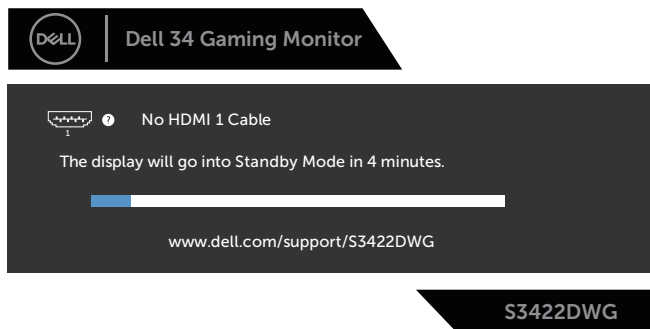 DELL
Dell 34 Gaming Monitor
1
? No HDMI 1 Cable
The display will go into Standby Mode in 4 minutes.
www.dell.com/support/S3422DWG
S3422DWG